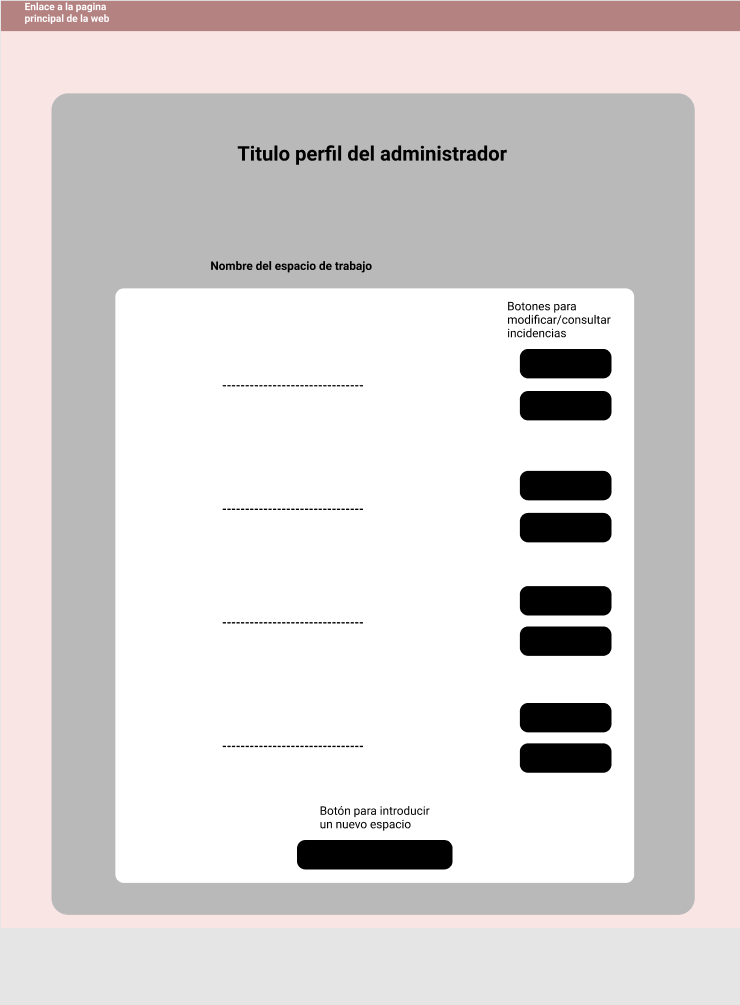 Enlace a la pagina
principal de la web
Titulo perfil del administrador
Nombre del espacio de trabajo
Botones para
modificar/consultar
incidencias
-------------------------------
-------------------------------
-------------------------------
-------------------------------
Botón para introducir
un nuevo espacio